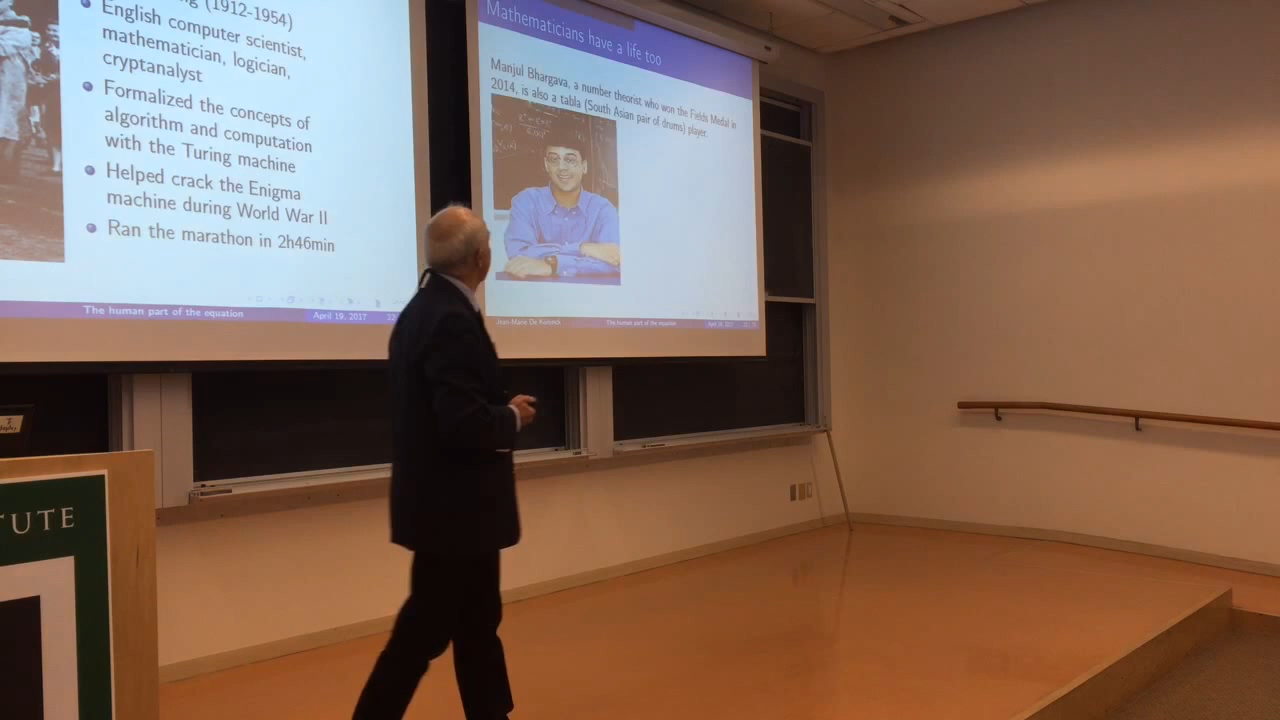 (1912-1954)
English computer scientist,
mathematician, logician,
cryptanalyst
Formalized the concepts of
algorithm and computation
with the Turing machine
Helped crack the Enigma
machine during World War II
Ran the marathon in 2h46min
The human part of the equation April 19, 2017
Mathematicians have a life too
Manjul Bhargava, a number theorist who won the Fields Medal in
2014, is also a tabla (South Asian pair of drums) player.
Jean-Marie De Koninck The human part of the equation April 19, 2017
TUTE